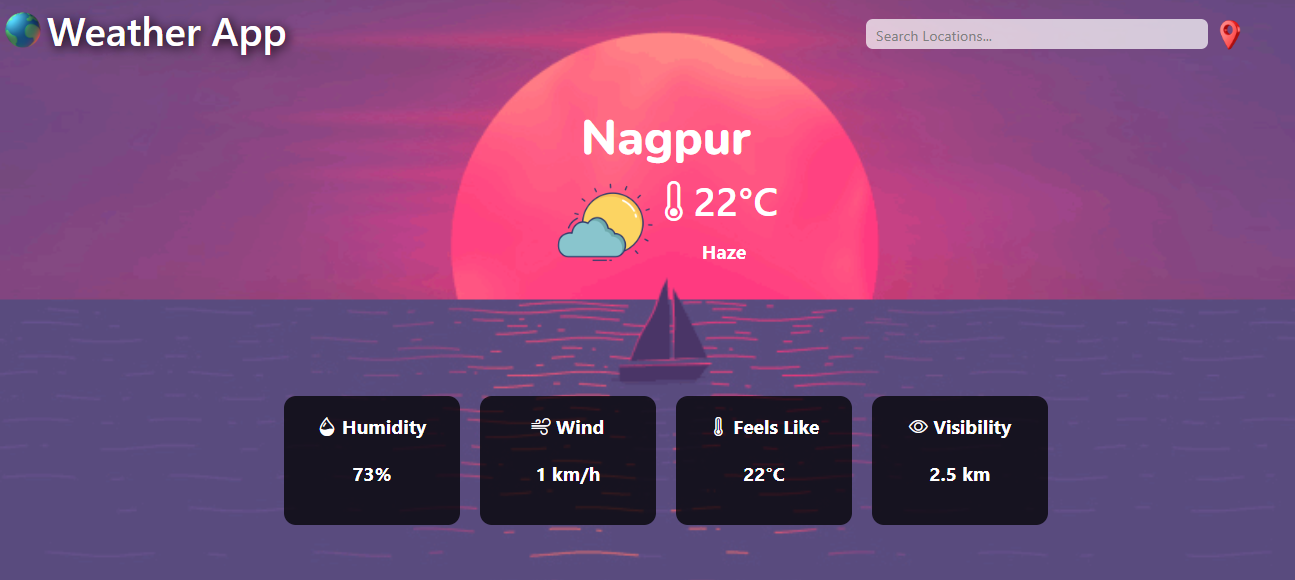 Weather App
Search Locations...
Nagpur
22°C
Haze
Humidity
73%
Wind
1 km/h
Feels Like
22°C
Visibility
2.5 km